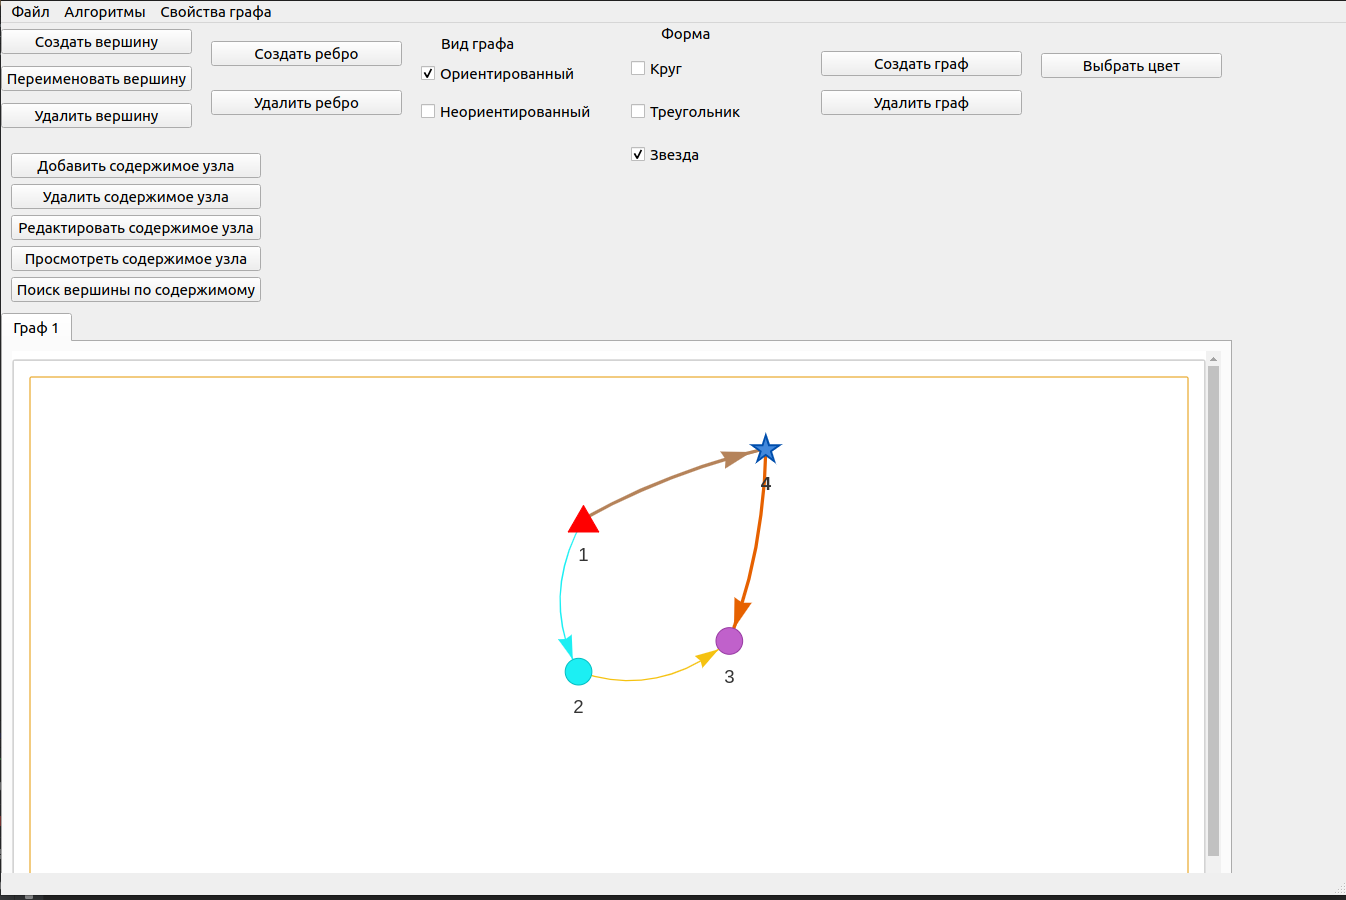 Файл Алгоритмы Свойства графа
Создать вершину
Переименовать вершину
Удалить вершину
Создать ребро
Удалить ребро
Вид графа
Ориентированный
Неориентированный
Форма
Круг
Треугольник
Звезда
Создать граф
Удалить граф
Выбрать цвет
Добавить содержимое узла
Удалить содержимое узла
Редактировать содержимое узла
Просмотреть содержимое узла
Поиск вершины по содержимому
Граф 1
4
1
3
2